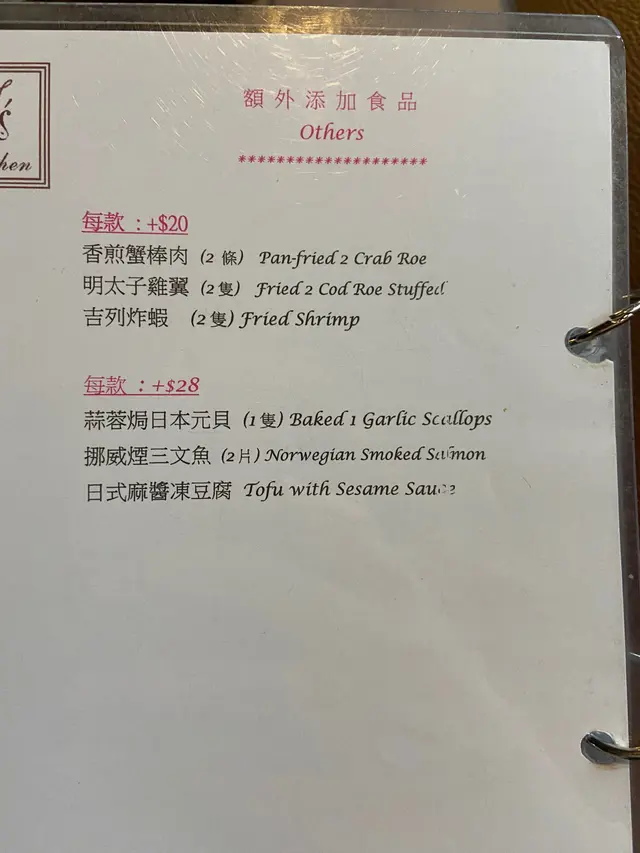 額外添加食品
Others
*******************
每款 : +$20
香煎蟹棒肉 (2 條) Pan-fried 2 Crab Roe
明太子雞翼 (2 隻) Fried 2 Cod Roe Stuffed
吉列炸蝦 (2 隻) Fried Shrimp
每款 : +$28
蒜蓉焗日本元貝 (1 隻) Baked 1 Garlic Scallops
挪威煙三文魚 (2 片) Norwegian Smoked Salmon
日式麻醬凍豆腐 Tofu with Sesame Sauce